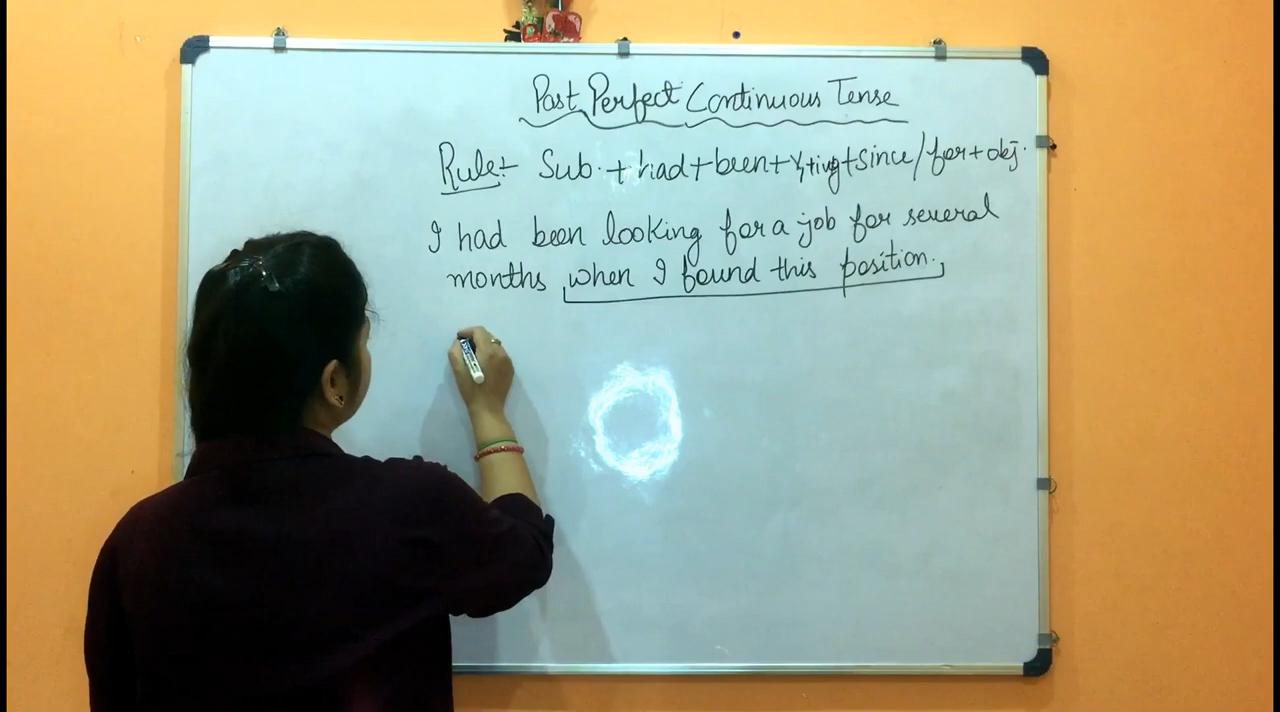 Past Perfect Continuous Tense
Rule:- Sub. + had + been + V₁ + ing + since / for + obj.
I had been looking for a job for several
months when I found this position.